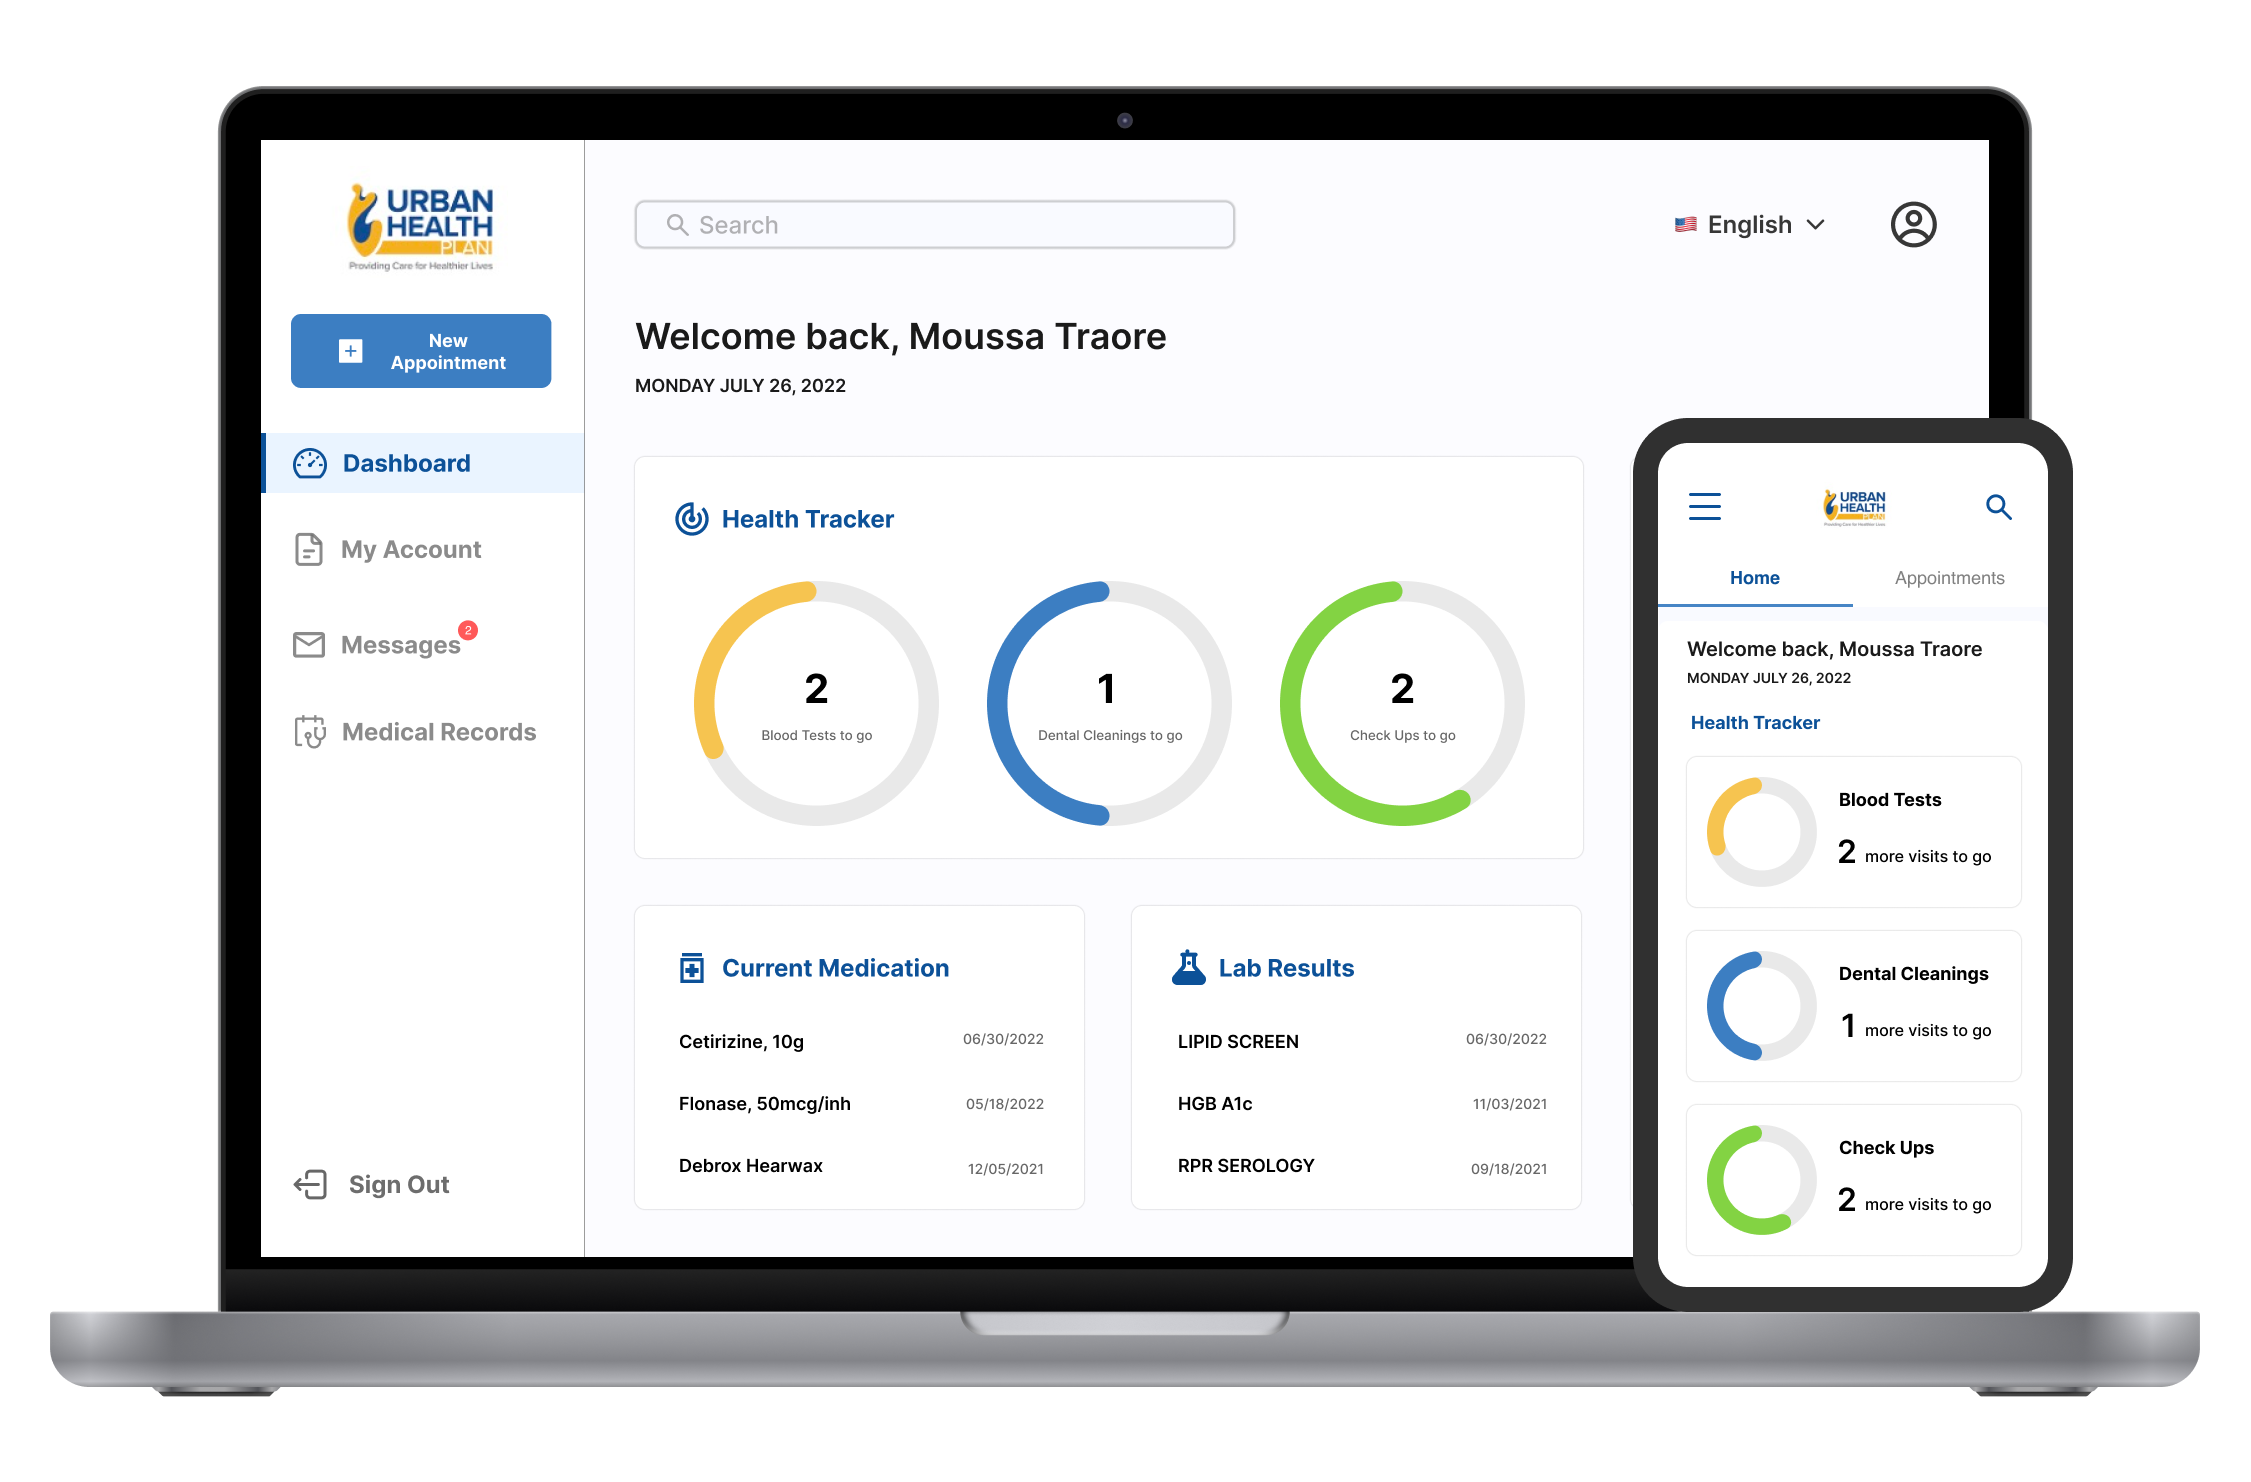 URBAN
HEALTH
PLAN
Providing Care for Healthier Lives
New
Appointment
Dashboard
My Account
Messages
2
Medical Records
Sign Out
Search
English
Welcome back, Moussa Traore
MONDAY JULY 26, 2022
Health Tracker
2
Blood Tests to go
1
Dental Cleanings to go
2
Check Ups to go
Current Medication
Cetirizine, 10g 06/30/2022
Flonase, 50mcg/inh 05/18/2022
Debrox Hearwax 12/05/2021
Lab Results
LIPID SCREEN 06/30/2022
HGB A1c 11/03/2021
RPR SEROLOGY 09/18/2021
URBAN
HEALTH
PLAN
Providing Care for Healthier Lives
Home Appointments
Welcome back, Moussa Traore
MONDAY JULY 26, 2022
Health Tracker
Blood Tests
2 more visits to go
Dental Cleanings
1 more visits to go
Check Ups
2 more visits to go